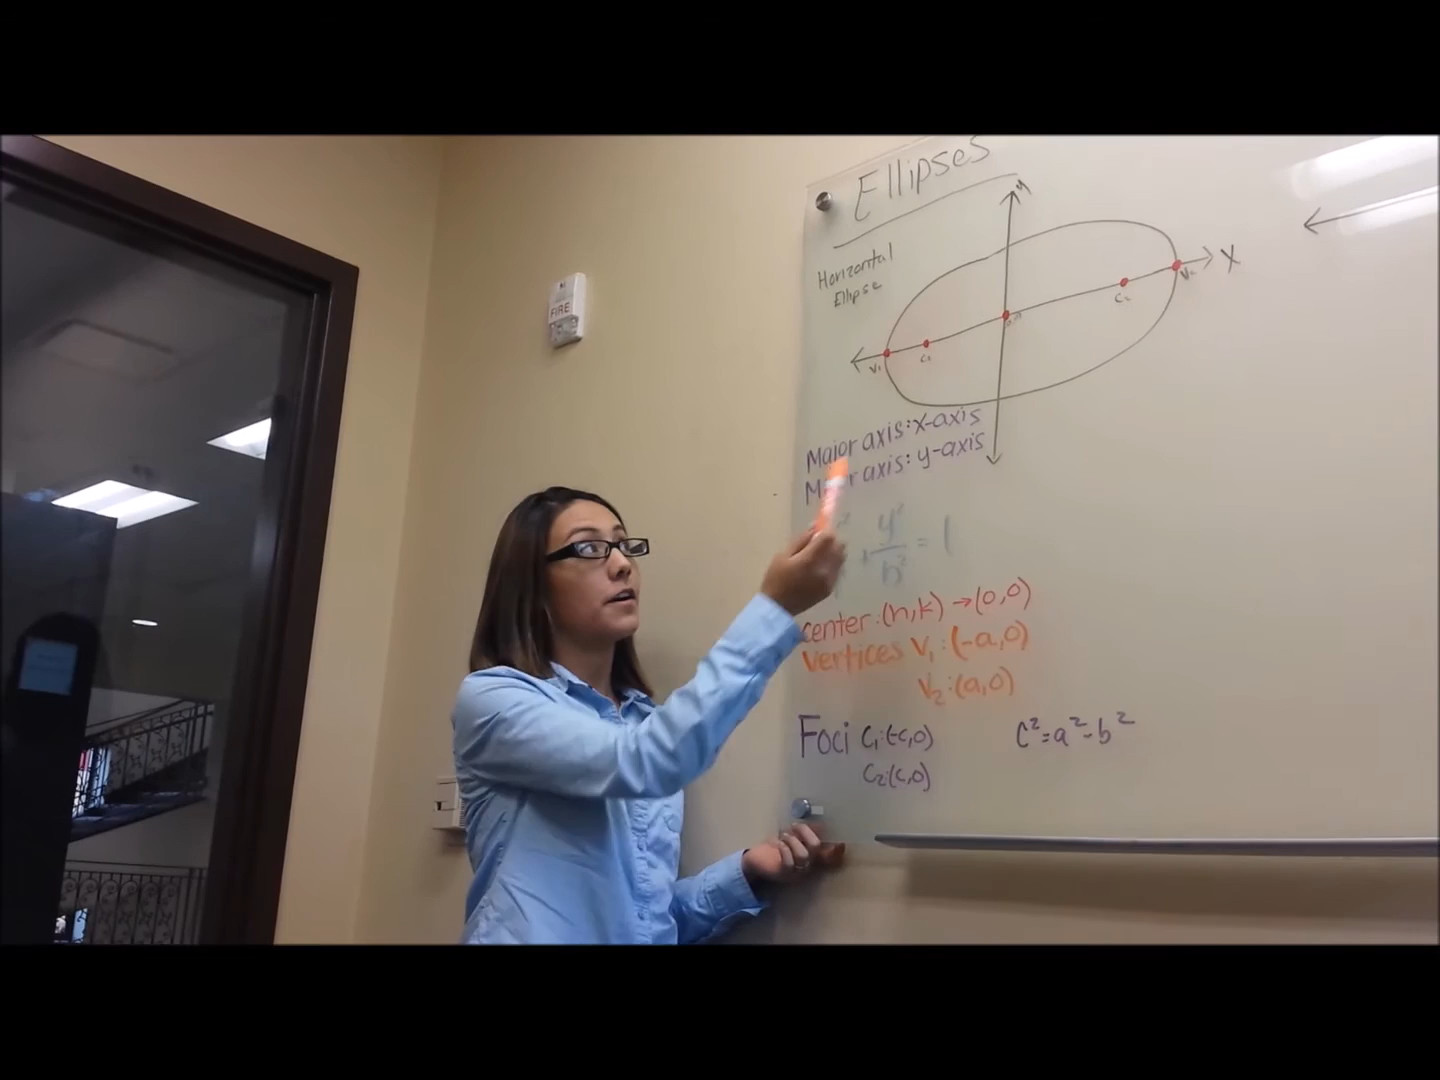 Ellipses
Horizontal
Ellipse
y
X
V₂
C₂
C₁
V₁
Major axis: x-axis
axis: y-axis
y²
+ — = 1
b²
center: (h,k) → (0,0)
Vertices V₁: (-a,0)
V₂: (a,0)
Foci C₁: (-c,0)
C² = a² - b²
C₂: (c,0)
FIRE